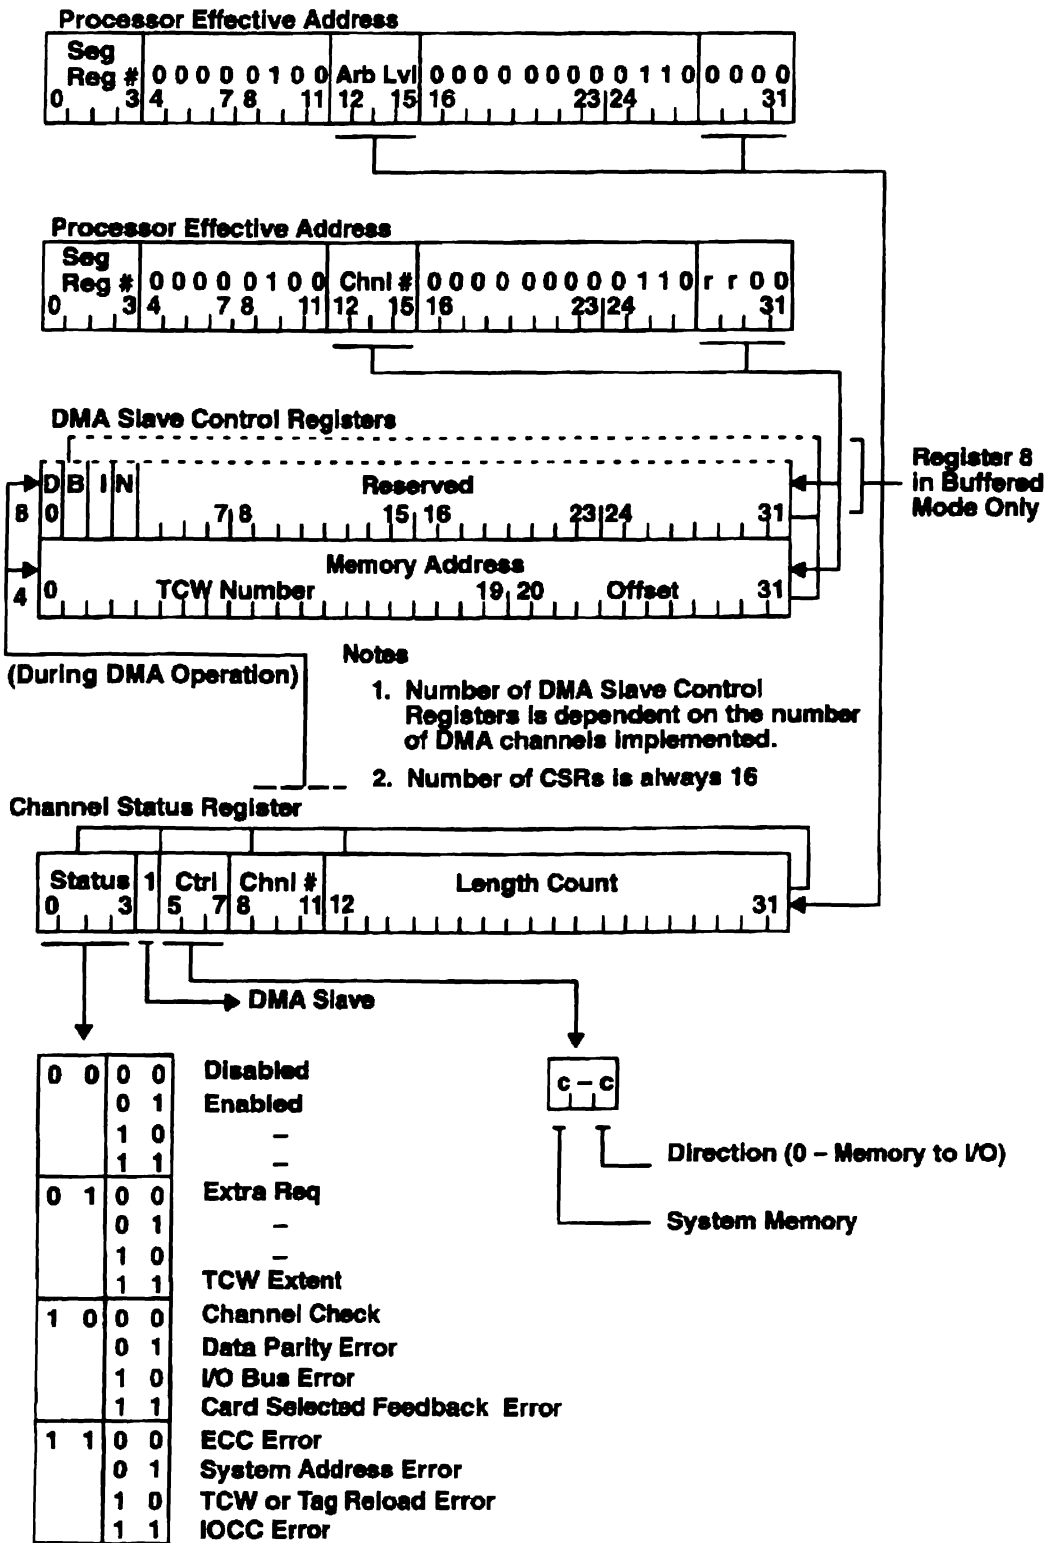 Processor Effective Address
Seg
Reg # 0 0 0 0 0 1 0 0 Arb Lvl 0 0 0 0 0 0 0 0 0 1 1 0 0 0 0 0
0 3 4 7 8 11 12 15 16 23 24 31
Processor Effective Address
Seg
Reg # 0 0 0 0 0 1 0 0 Chnl # 0 0 0 0 0 0 0 0 0 1 1 0 r r 0 0
0 3 4 7 8 11 12 15 16 23 24 31
DMA Slave Control Registers
D B I N Reserved
8 0 7 8 15 16 23 24 31
Register 8
in Buffered
Mode Only
Memory Address
4 0 TCW Number 19 20 Offset 31
(During DMA Operation)
Notes
1. Number of DMA Slave Control
Registers is dependent on the number
of DMA channels implemented.
2. Number of CSRs is always 16
Channel Status Register
Status 1 Ctrl Chnl # Length Count
0 3 5 7 8 11 12 31
DMA Slave
0 0 0 0 Disabled
0 1 Enabled
1 0 –
1 1 –
0 1 0 0 Extra Req
0 1 –
1 0 –
1 1 TCW Extent
1 0 0 0 Channel Check
0 1 Data Parity Error
1 0 I/O Bus Error
1 1 Card Selected Feedback Error
1 1 0 0 ECC Error
0 1 System Address Error
1 0 TCW or Tag Reload Error
1 1 IOCC Error
c – c
Direction (0 – Memory to I/O)
System Memory